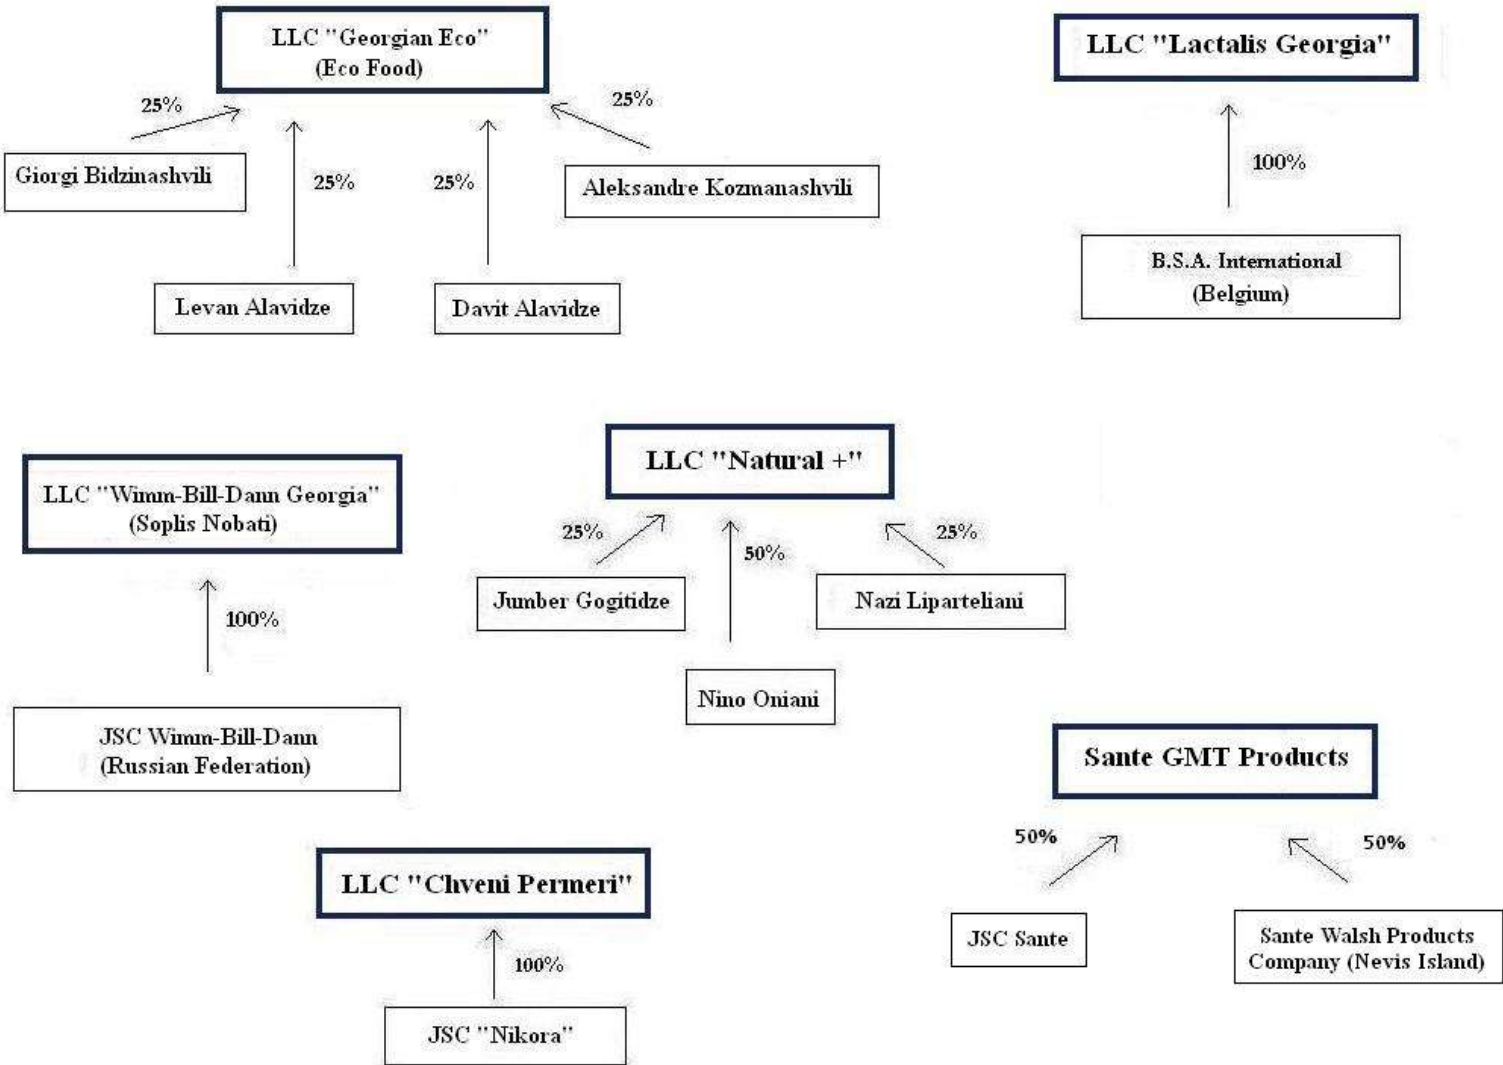 LLC "Georgian Eco"
(Eco Food)
25%
25%
25%
25%
Giorgi Bidzinashvili
Aleksandre Kozmanashvili
Levan Alavidze
Davit Alavidze
LLC "Lactalis Georgia"
100%
B.S.A. International
(Belgium)
LLC "Wimm-Bill-Dann Georgia"
(Soplis Nobati)
100%
JSC Wimm-Bill-Dann
(Russian Federation)
LLC "Natural +"
25%
50%
25%
Jumber Gogitidze
Nazi Liparteliani
Nino Oniani
Sante GMT Products
50%
50%
JSC Sante
Sante Walsh Products
Company (Nevis Island)
LLC "Chveni Permeri"
100%
JSC "Nikora"